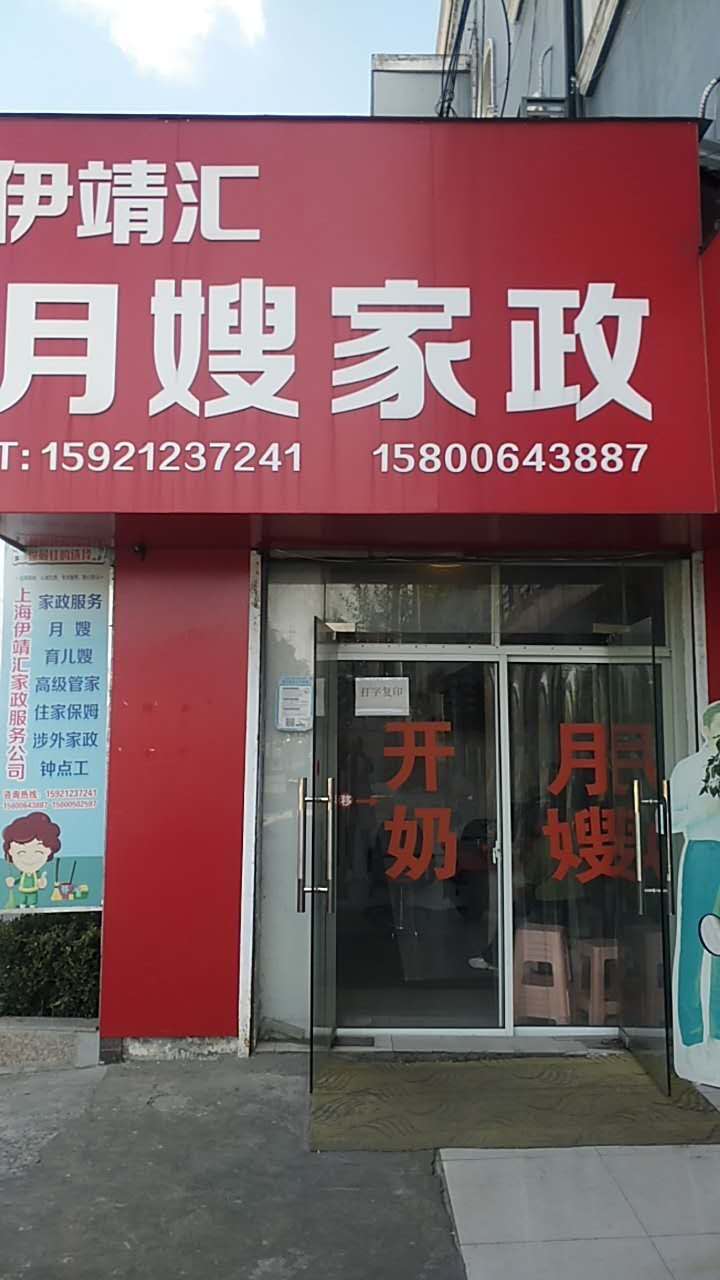 伊靖汇
月嫂家政
T: 15921237241 15800643887
上海伊靖汇家政服务公司
家政服务
月 嫂
育儿嫂
高级管家
住家保姆
涉外家政
钟点工
咨询热线 15921237241
15800643887 15800502597
打字复印
开奶
月嫂
移